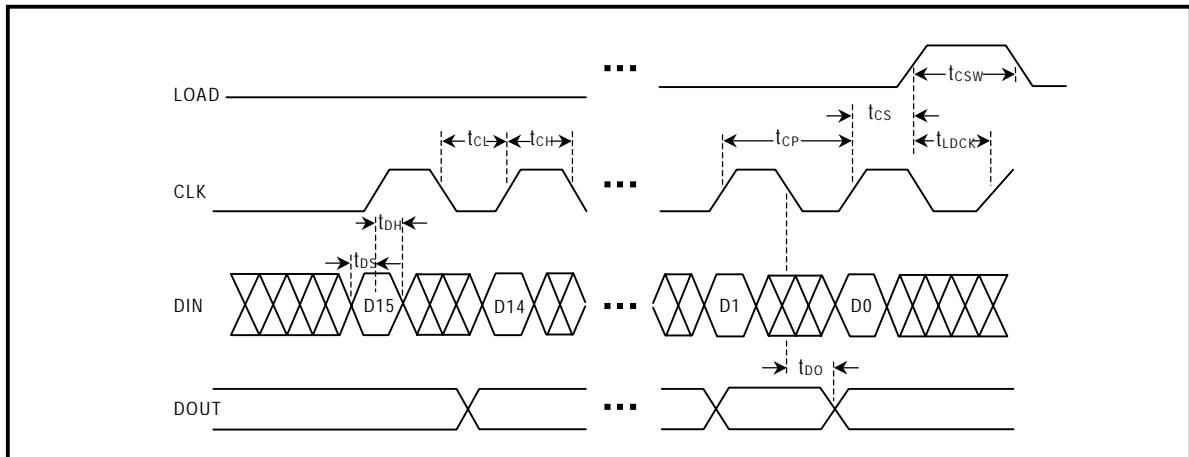 LOAD
tCSW
tCS
tCL
tCH
tCP
tLDCK
CLK
tDH
tDS
DIN
D15
D14
D1
D0
tDO
DOUT